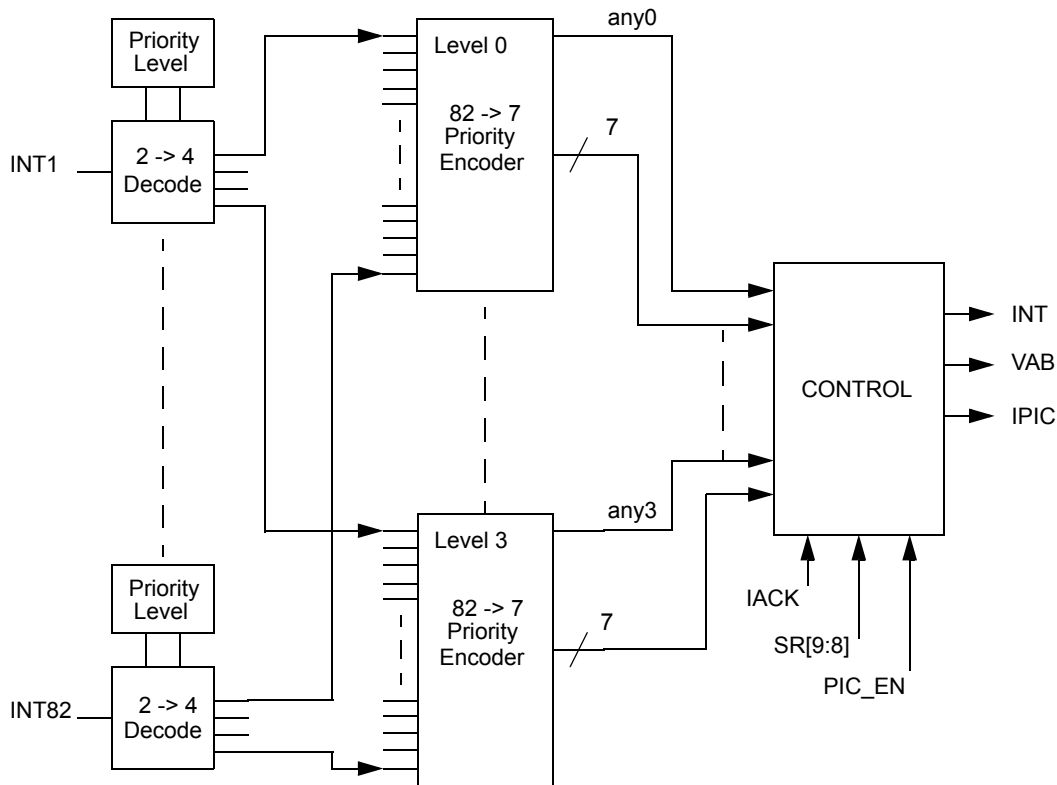 Priority
Level
INT1
2 -> 4
Decode
Level 0
82 -> 7
Priority
Encoder
any0
7
CONTROL
INT
VAB
IPIC
IACK
SR[9:8]
PIC_EN
Priority
Level
INT82
2 -> 4
Decode
Level 3
82 -> 7
Priority
Encoder
any3
7